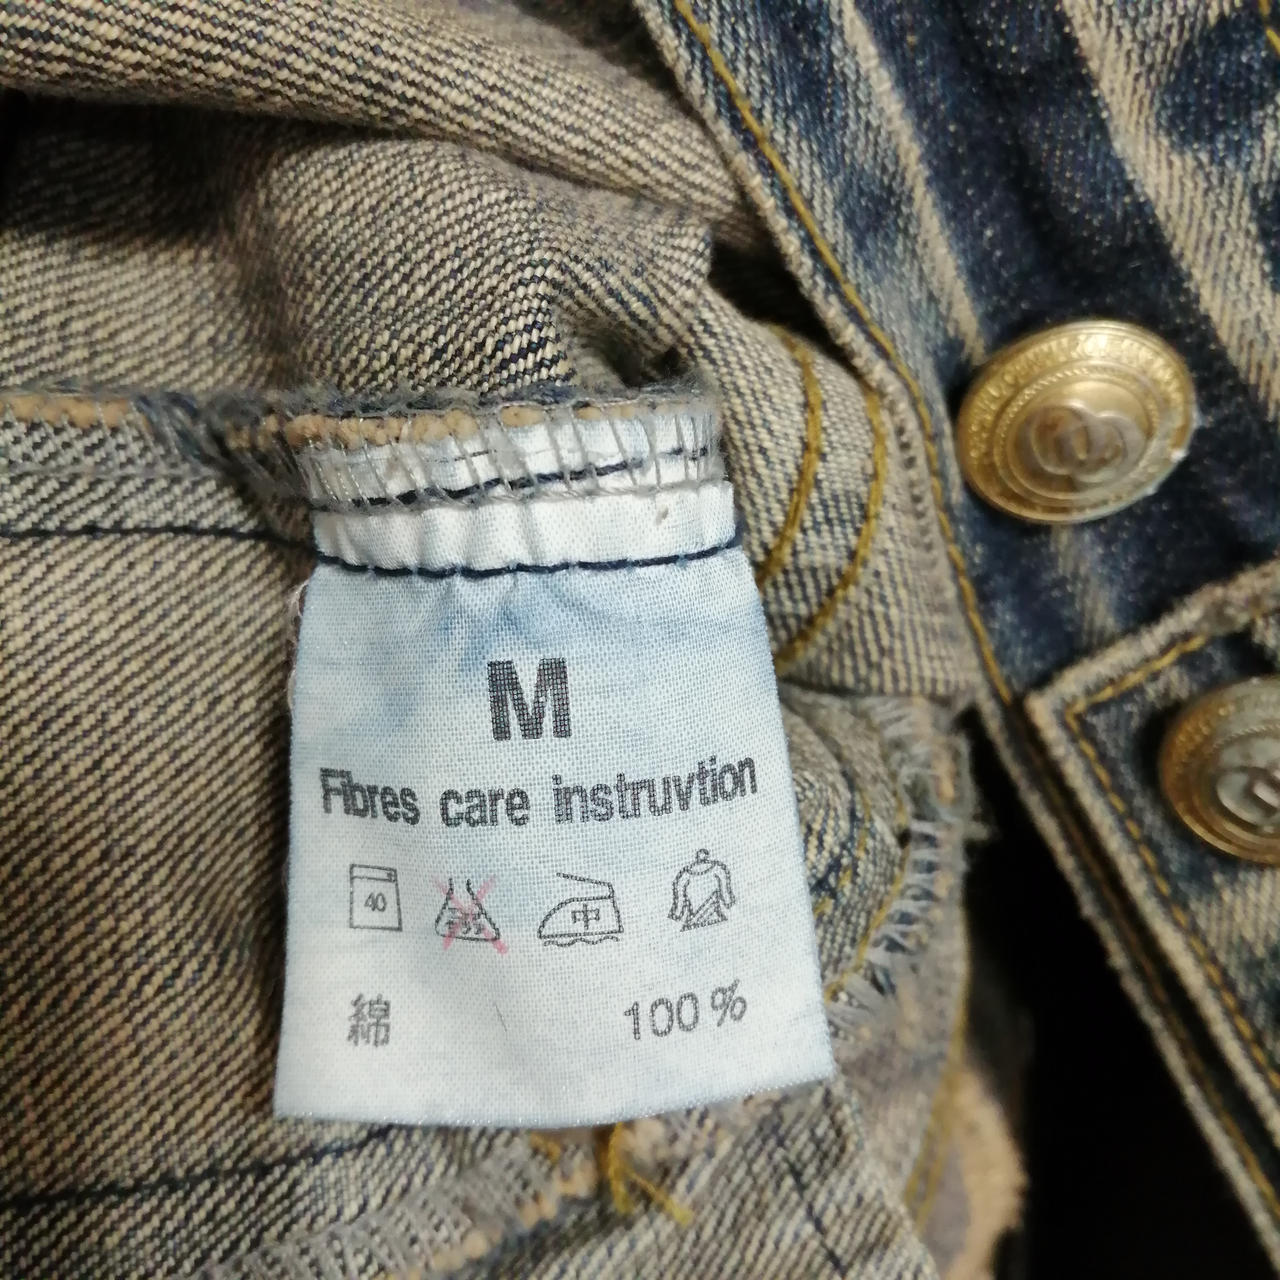 M
Fibres care instruvtion
40 中
綿 100%